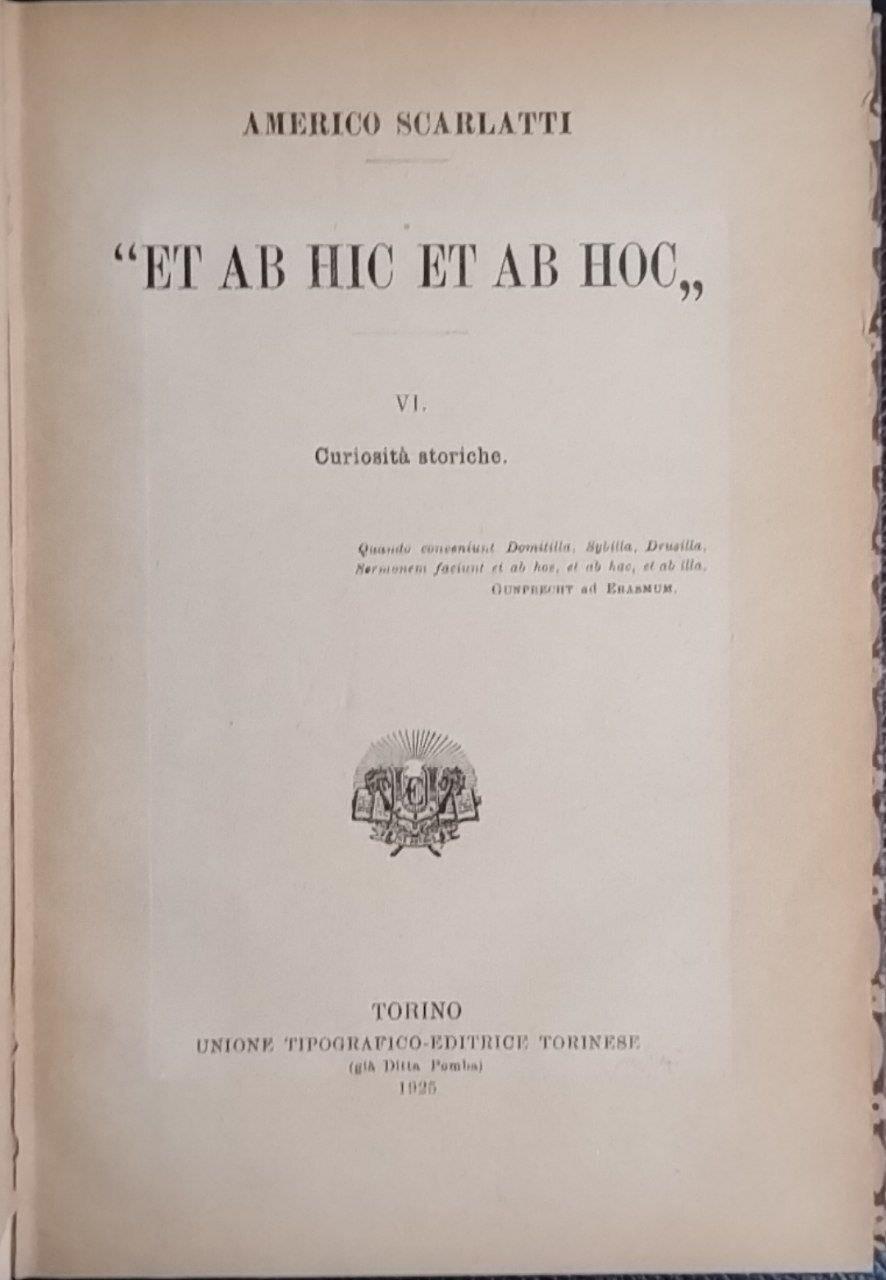 AMERICO SCARLATTI
“ET AB HIC ET AB HOC„
VI.
Curiosità storiche.
Quando conveniunt Domitilla, Sybilla, Drusilla,
Sermonem faciunt et ab hoc, et ab hac, et ab illa.
GUNPRECHT ad ERASMUM.
TORINO
UNIONE TIPOGRAFICO-EDITRICE TORINESE
(già Ditta Pomba)
1925